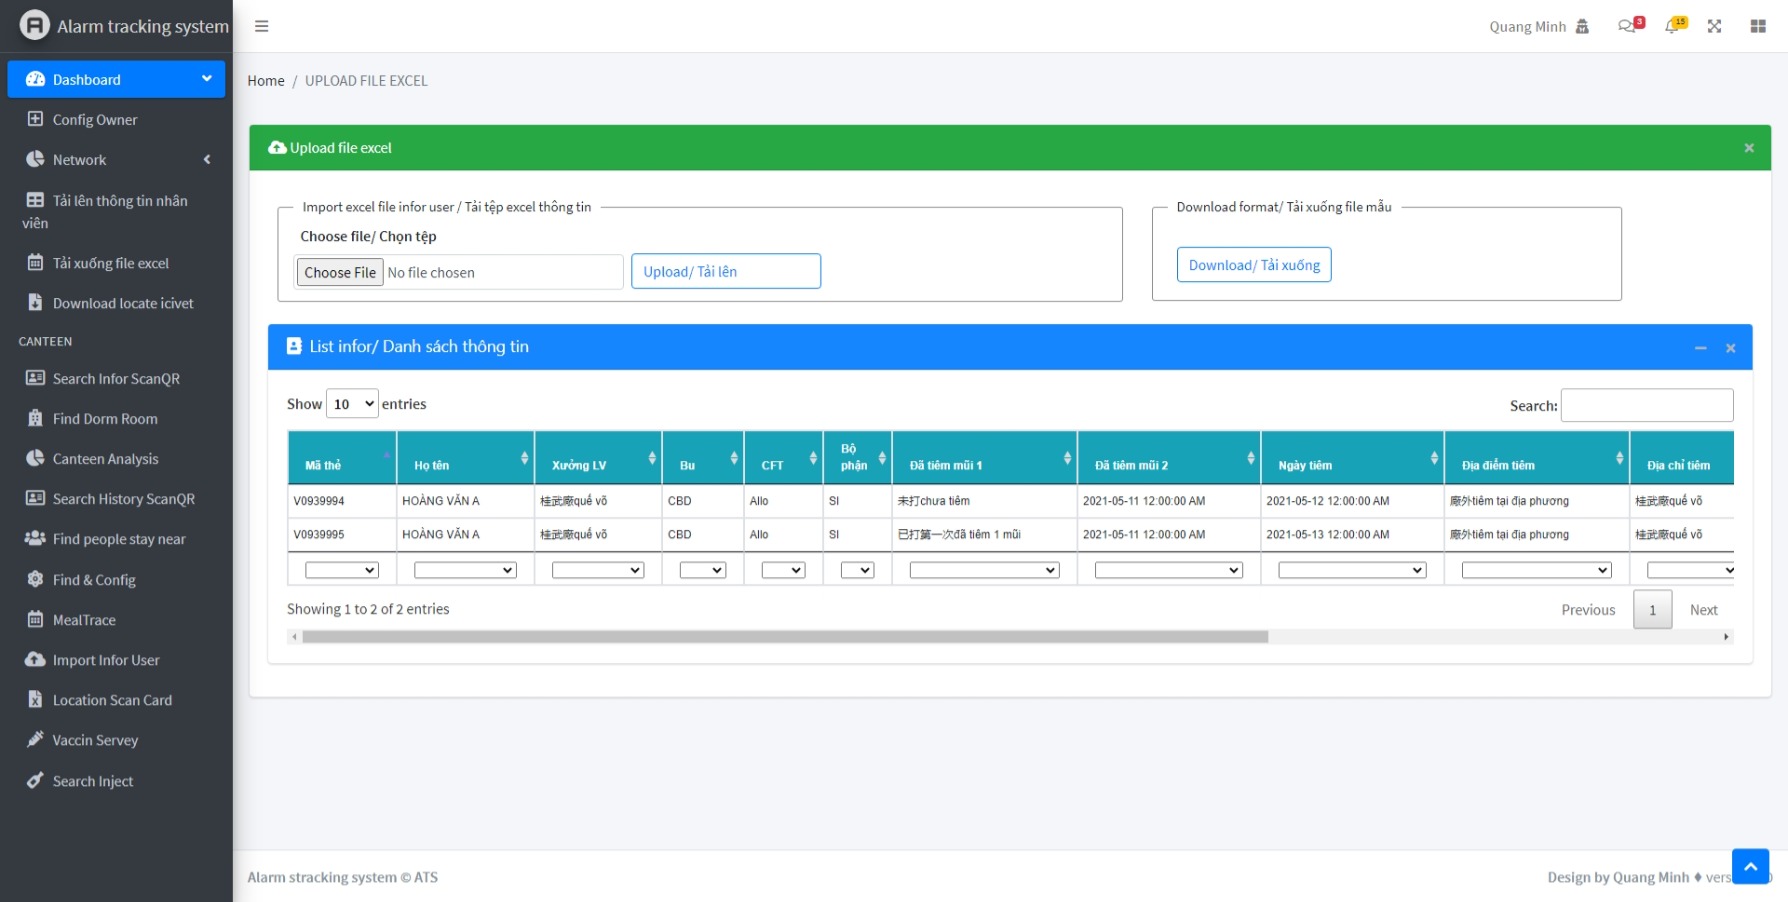 Alarm tracking system
Quang Minh
3
15
Dashboard
Config Owner
Network
Tải lên thông tin nhân
viên
Tải xuống file excel
Download locate icivet
CANTEEN
Search Infor ScanQR
Find Dorm Room
Canteen Analysis
Search History ScanQR
Find people stay near
Find & Config
MealTrace
Import Infor User
Location Scan Card
Vaccin Servey
Search Inject
Home / UPLOAD FILE EXCEL
Upload file excel
Import excel file infor user / Tải tệp excel thông tin
Choose file/ Chọn tệp
Choose File No file chosen
Upload/ Tải lên
Download format/ Tải xuống file mẫu
Download/ Tải xuống
List infor/ Danh sách thông tin
Show 10 entries
Search:
Mã thẻ Họ tên Xưởng LV Bu CFT Bộ phận Đã tiêm mũi 1 Đã tiêm mũi 2 Ngày tiêm Địa điểm tiêm Địa chỉ tiêm
V0939994 HOÀNG VĂN A 桂武廠quế võ CBD Allo SI 未打chưa tiêm 2021-05-11 12:00:00 AM 2021-05-12 12:00:00 AM 廠外tiêm tại địa phương 桂武廠quế võ
V0939995 HOÀNG VĂN A 桂武廠quế võ CBD Allo SI 已打第一次đã tiêm 1 mũi 2021-05-11 12:00:00 AM 2021-05-13 12:00:00 AM 廠外tiêm tại địa phương 桂武廠quế võ
Showing 1 to 2 of 2 entries
Previous 1 Next
Alarm stracking system © ATS
Design by Quang Minh ♦ vers